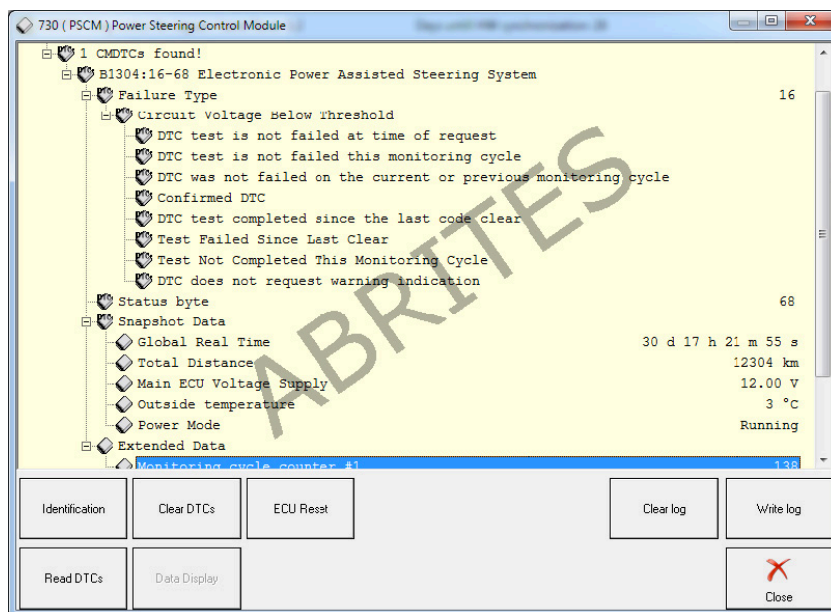 730 ( PSCM ) Power Steering Control Module
1 CMDTCs found!
B1304:16-68 Electronic Power Assisted Steering System
Failure Type 16
Circuit Voltage Below Threshold
DTC test is not failed at time of request
DTC test is not failed this monitoring cycle
DTC was not failed on the current or previous monitoring cycle
Confirmed DTC
DTC test completed since the last code clear
Test Failed Since Last Clear
Test Not Completed This Monitoring Cycle
DTC does not request warning indication
Status byte 68
Snapshot Data
Global Real Time 30 d 17 h 21 m 55 s
Total Distance 12304 km
Main ECU Voltage Supply 12.00 V
Outside temperature 3 °C
Power Mode Running
Extended Data
Monitoring cycle counter #1 138
ABRITES
Identification Clear DTCs ECU Reset Clear log Write log
Read DTCs Data Display Close